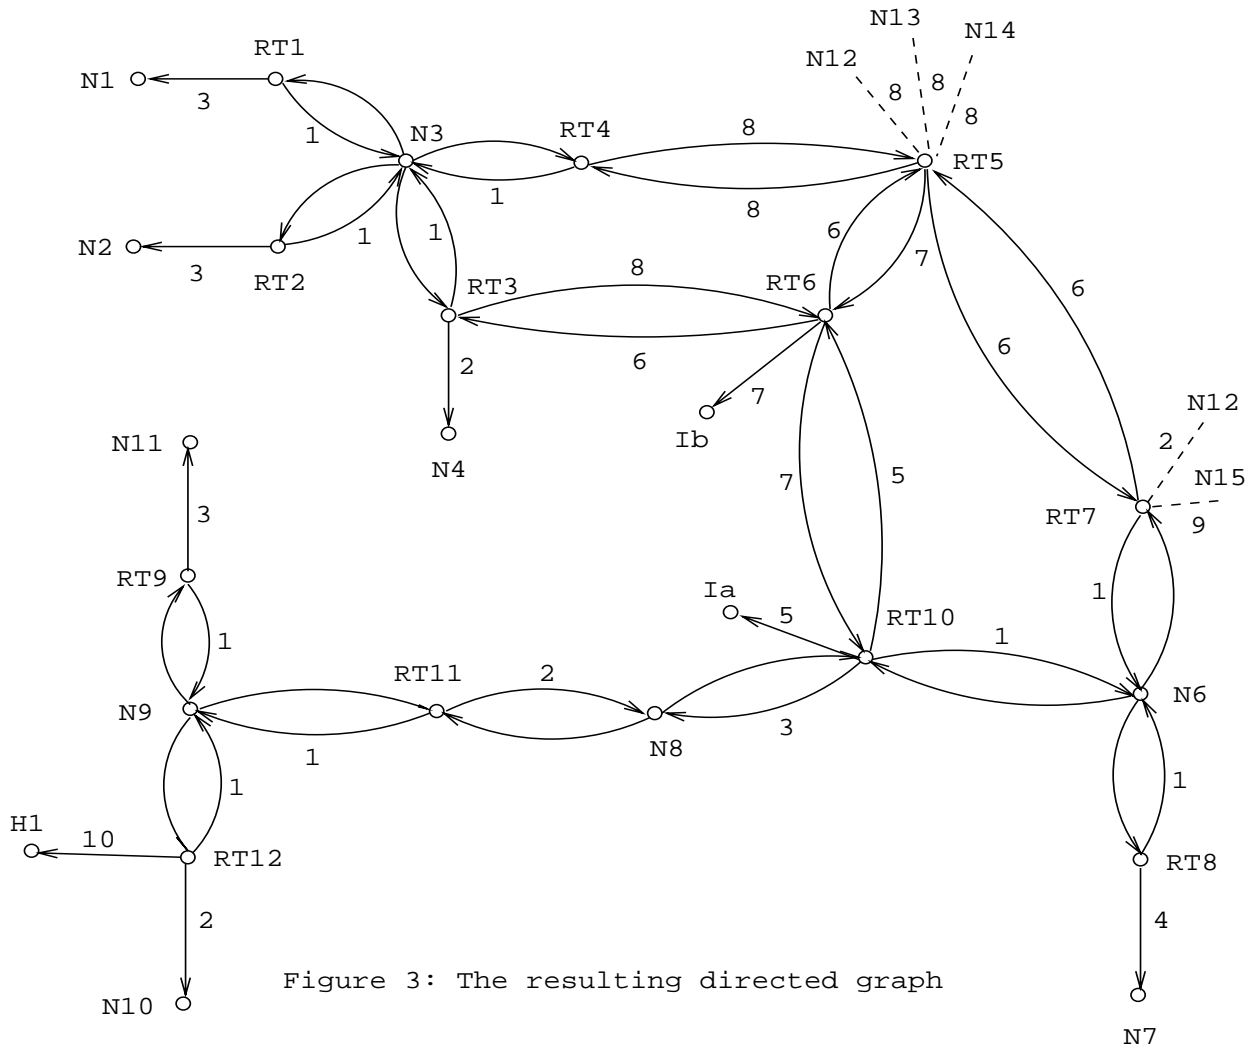 N13
N14
RT1
N12
N1
8
8
3
8
1
N3
RT4
8
RT5
1
8
1
1
6
N2
3
RT2
7
RT3
8
RT6
6
6
6
2
7
N12
Ib
2
N11
N4
N15
7
5
RT7
9
3
RT9
Ia
5
1
RT10
1
1
RT11
2
N9
N6
3
N8
1
1
1
H1
10
RT12
RT8
2
4
Figure 3: The resulting directed graph
N10
N7